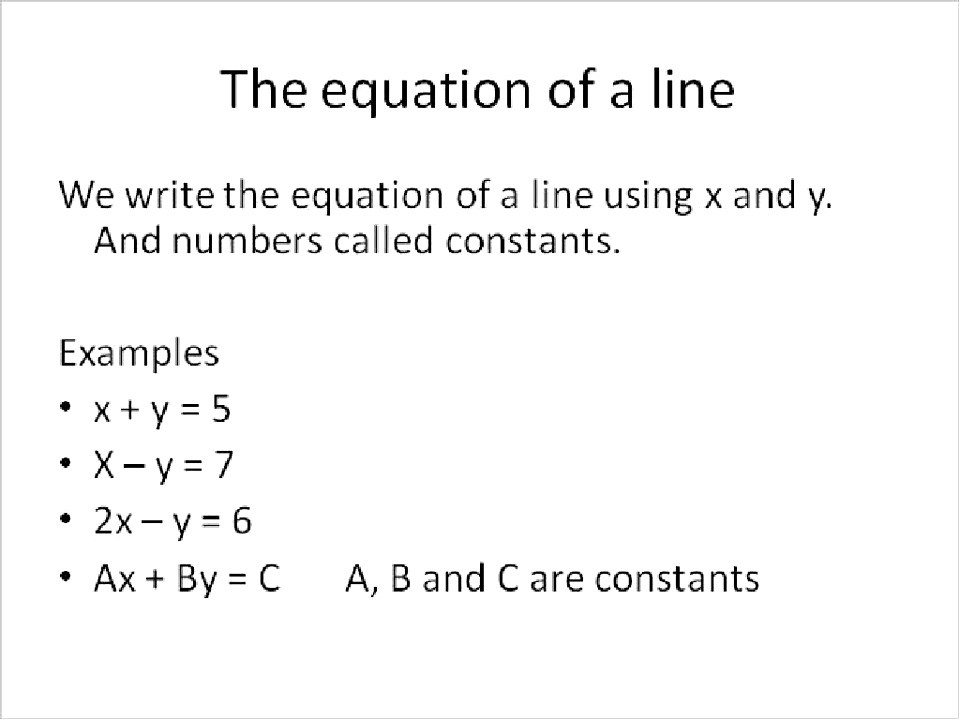 The equation of a line
We write the equation of a line using x and y.
And numbers called constants.
Examples
• x + y = 5
• X – y = 7
• 2x – y = 6
• Ax + By = C A, B and C are constants